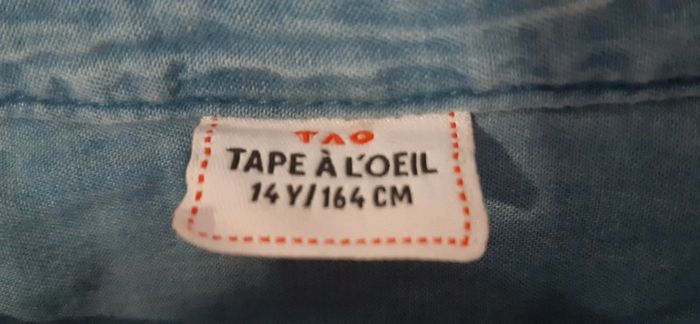 TAO
TAPE À L'OEIL
14 Y/164 CM